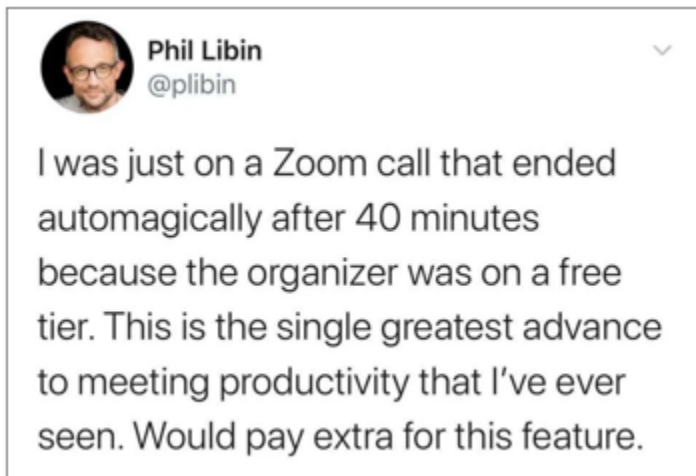 Phil Libin
@plibin
I was just on a Zoom call that ended
automagically after 40 minutes
because the organizer was on a free
tier. This is the single greatest advance
to meeting productivity that I've ever
seen. Would pay extra for this feature.